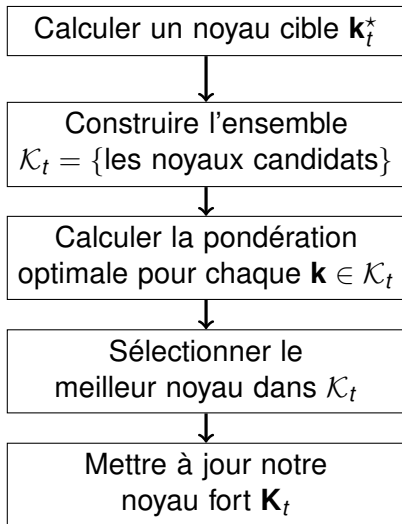 Calculer un noyau cible k⋆t
Construire l'ensemble
𝒦t = {les noyaux candidats}
Calculer la pondération
optimale pour chaque k ∈ 𝒦t
Sélectionner le
meilleur noyau dans 𝒦t
Mettre à jour notre
noyau fort Kt